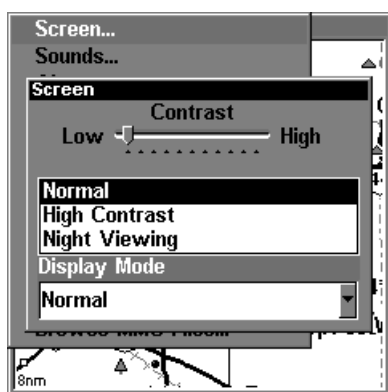 Screen...
Sounds...
Screen
Contrast
Low High
Normal
High Contrast
Night Viewing
Display Mode
Normal
8nm